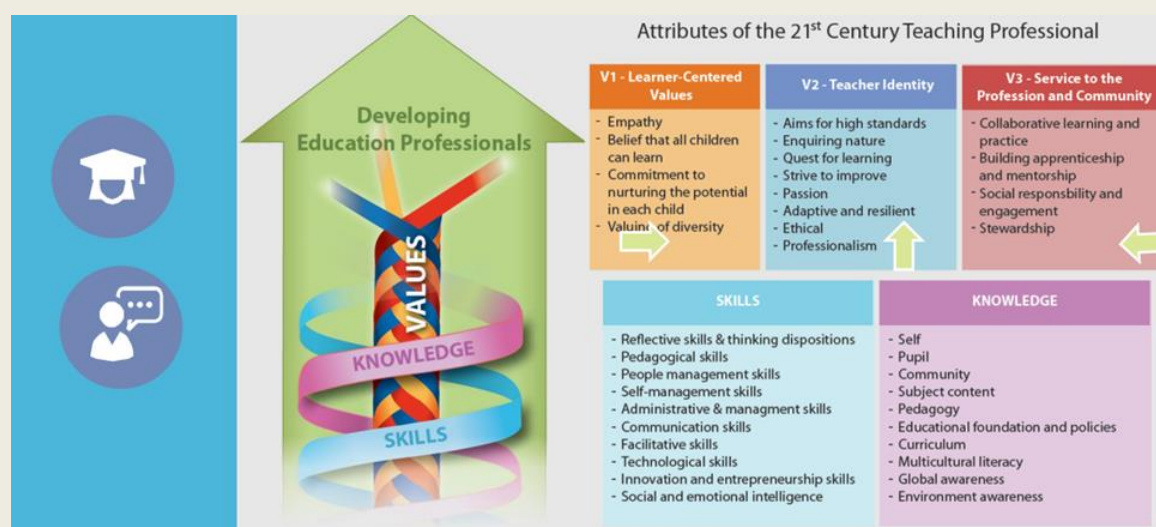 Attributes of the 21st Century Teaching Professional
Developing
Education Professionals
VALUES
KNOWLEDGE
SKILLS
V1 - Learner-Centered
Values
- Empathy
- Belief that all children
can learn
- Commitment to
nurturing the potential
in each child
- Valuing of diversity
V2 - Teacher Identity
- Aims for high standards
- Enquiring nature
- Quest for learning
- Strive to improve
- Passion
- Adaptive and resilient
- Ethical
- Professionalism
V3 - Service to the
Profession and Community
- Collaborative learning and
practice
- Building apprenticeship
and mentorship
- Social responsbility and
engagement
- Stewardship
SKILLS
- Reflective skills & thinking dispositions
- Pedagogical skills
- People management skills
- Self-management skills
- Administrative & managment skills
- Communication skills
- Facilitative skills
- Technological skills
- Innovation and entrepreneurship skills
- Social and emotional intelligence
KNOWLEDGE
- Self
- Pupil
- Community
- Subject content
- Pedagogy
- Educational foundation and policies
- Curriculum
- Multicultural literacy
- Global awareness
- Environment awareness